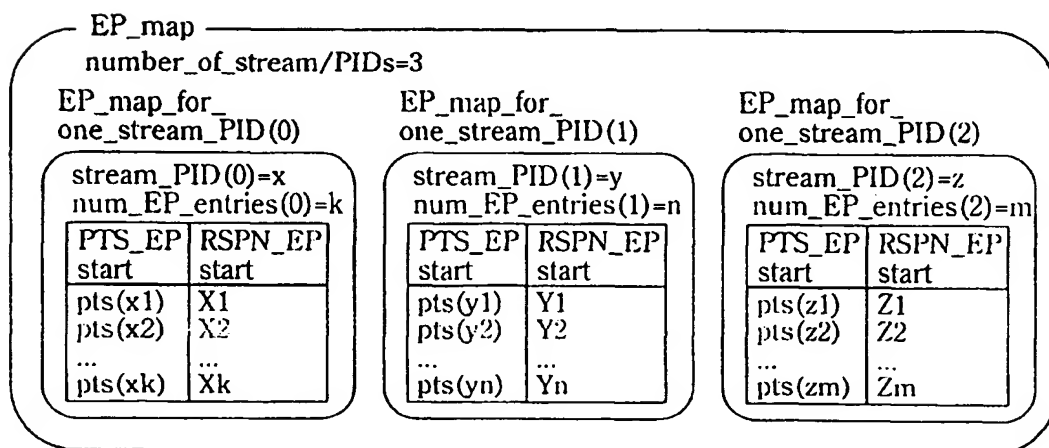 EP_map
number_of_stream/PIDs=3
EP_map_for_
one_stream_PID(0)
stream_PID(0)=x
num_EP_entries(0)=k
PTS_EP RSPN_EP
start start
pts(x1) X1
pts(x2) X2
... ...
pts(xk) Xk
EP_map_for_
one_stream_PID(1)
stream_PID(1)=y
num_EP_entries(1)=n
PTS_EP RSPN_EP
start start
pts(y1) Y1
pts(y2) Y2
... ...
pts(yn) Yn
EP_map_for_
one_stream_PID(2)
stream_PID(2)=z
num_EP_entries(2)=m
PTS_EP RSPN_EP
start start
pts(z1) Z1
pts(z2) Z2
... ...
pts(zm) Zm